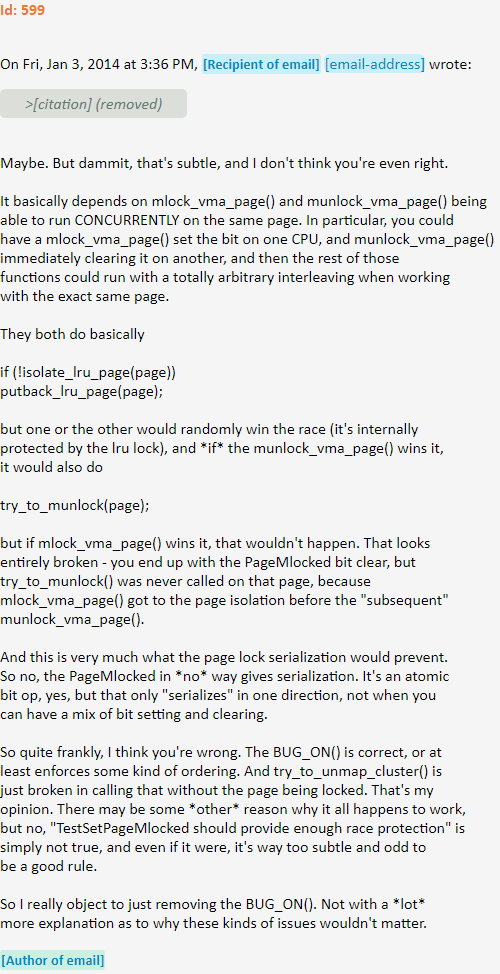 Id: 599
On Fri, Jan 3, 2014 at 3:36 PM, [Recipient of email] [email-address] wrote:
>[citation] (removed)
Maybe. But dammit, that's subtle, and I don't think you're even right.
It basically depends on mlock_vma_page() and munlock_vma_page() being
able to run CONCURRENTLY on the same page. In particular, you could
have a mlock_vma_page() set the bit on one CPU, and munlock_vma_page()
immediately clearing it on another, and then the rest of those
functions could run with a totally arbitrary interleaving when working
with the exact same page.
They both do basically
if (!isolate_lru_page(page))
putback_lru_page(page);
but one or the other would randomly win the race (it's internally
protected by the lru lock), and *if* the munlock_vma_page() wins it,
it would also do
try_to_munlock(page);
but if mlock_vma_page() wins it, that wouldn't happen. That looks
entirely broken - you end up with the PageMlocked bit clear, but
try_to_munlock() was never called on that page, because
mlock_vma_page() got to the page isolation before the "subsequent"
munlock_vma_page().
And this is very much what the page lock serialization would prevent.
So no, the PageMlocked in *no* way gives serialization. It's an atomic
bit op, yes, but that only "serializes" in one direction, not when you
can have a mix of bit setting and clearing.
So quite frankly, I think you're wrong. The BUG_ON() is correct, or at
least enforces some kind of ordering. And try_to_unmap_cluster() is
just broken in calling that without the page being locked. That's my
opinion. There may be some *other* reason why it all happens to work,
but no, "TestSetPageMlocked should provide enough race protection" is
simply not true, and even if it were, it's way too subtle and odd to
be a good rule.
So I really object to just removing the BUG_ON(). Not with a *lot*
more explanation as to why these kinds of issues wouldn't matter.
[Author of email]